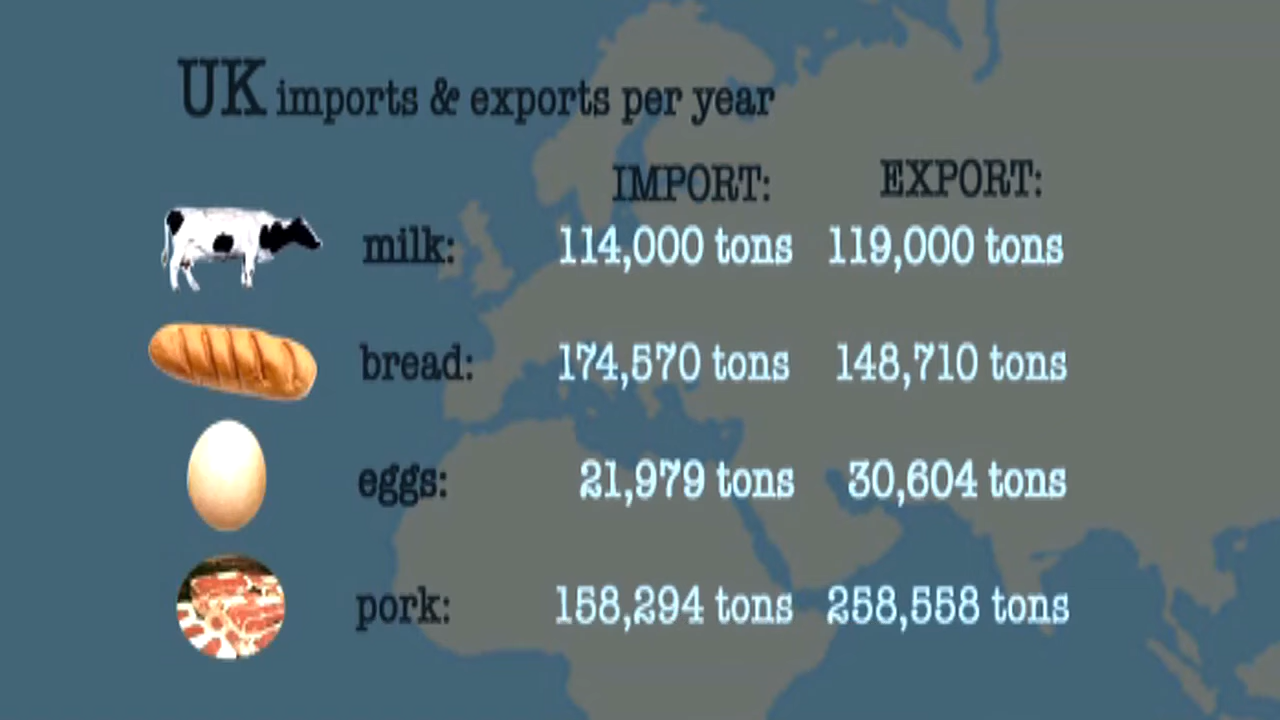 UK imports & exports per year
IMPORT: EXPORT:
milk: 114,000 tons 119,000 tons
bread: 174,570 tons 148,710 tons
eggs: 21,979 tons 30,604 tons
pork: 158,294 tons 258,558 tons